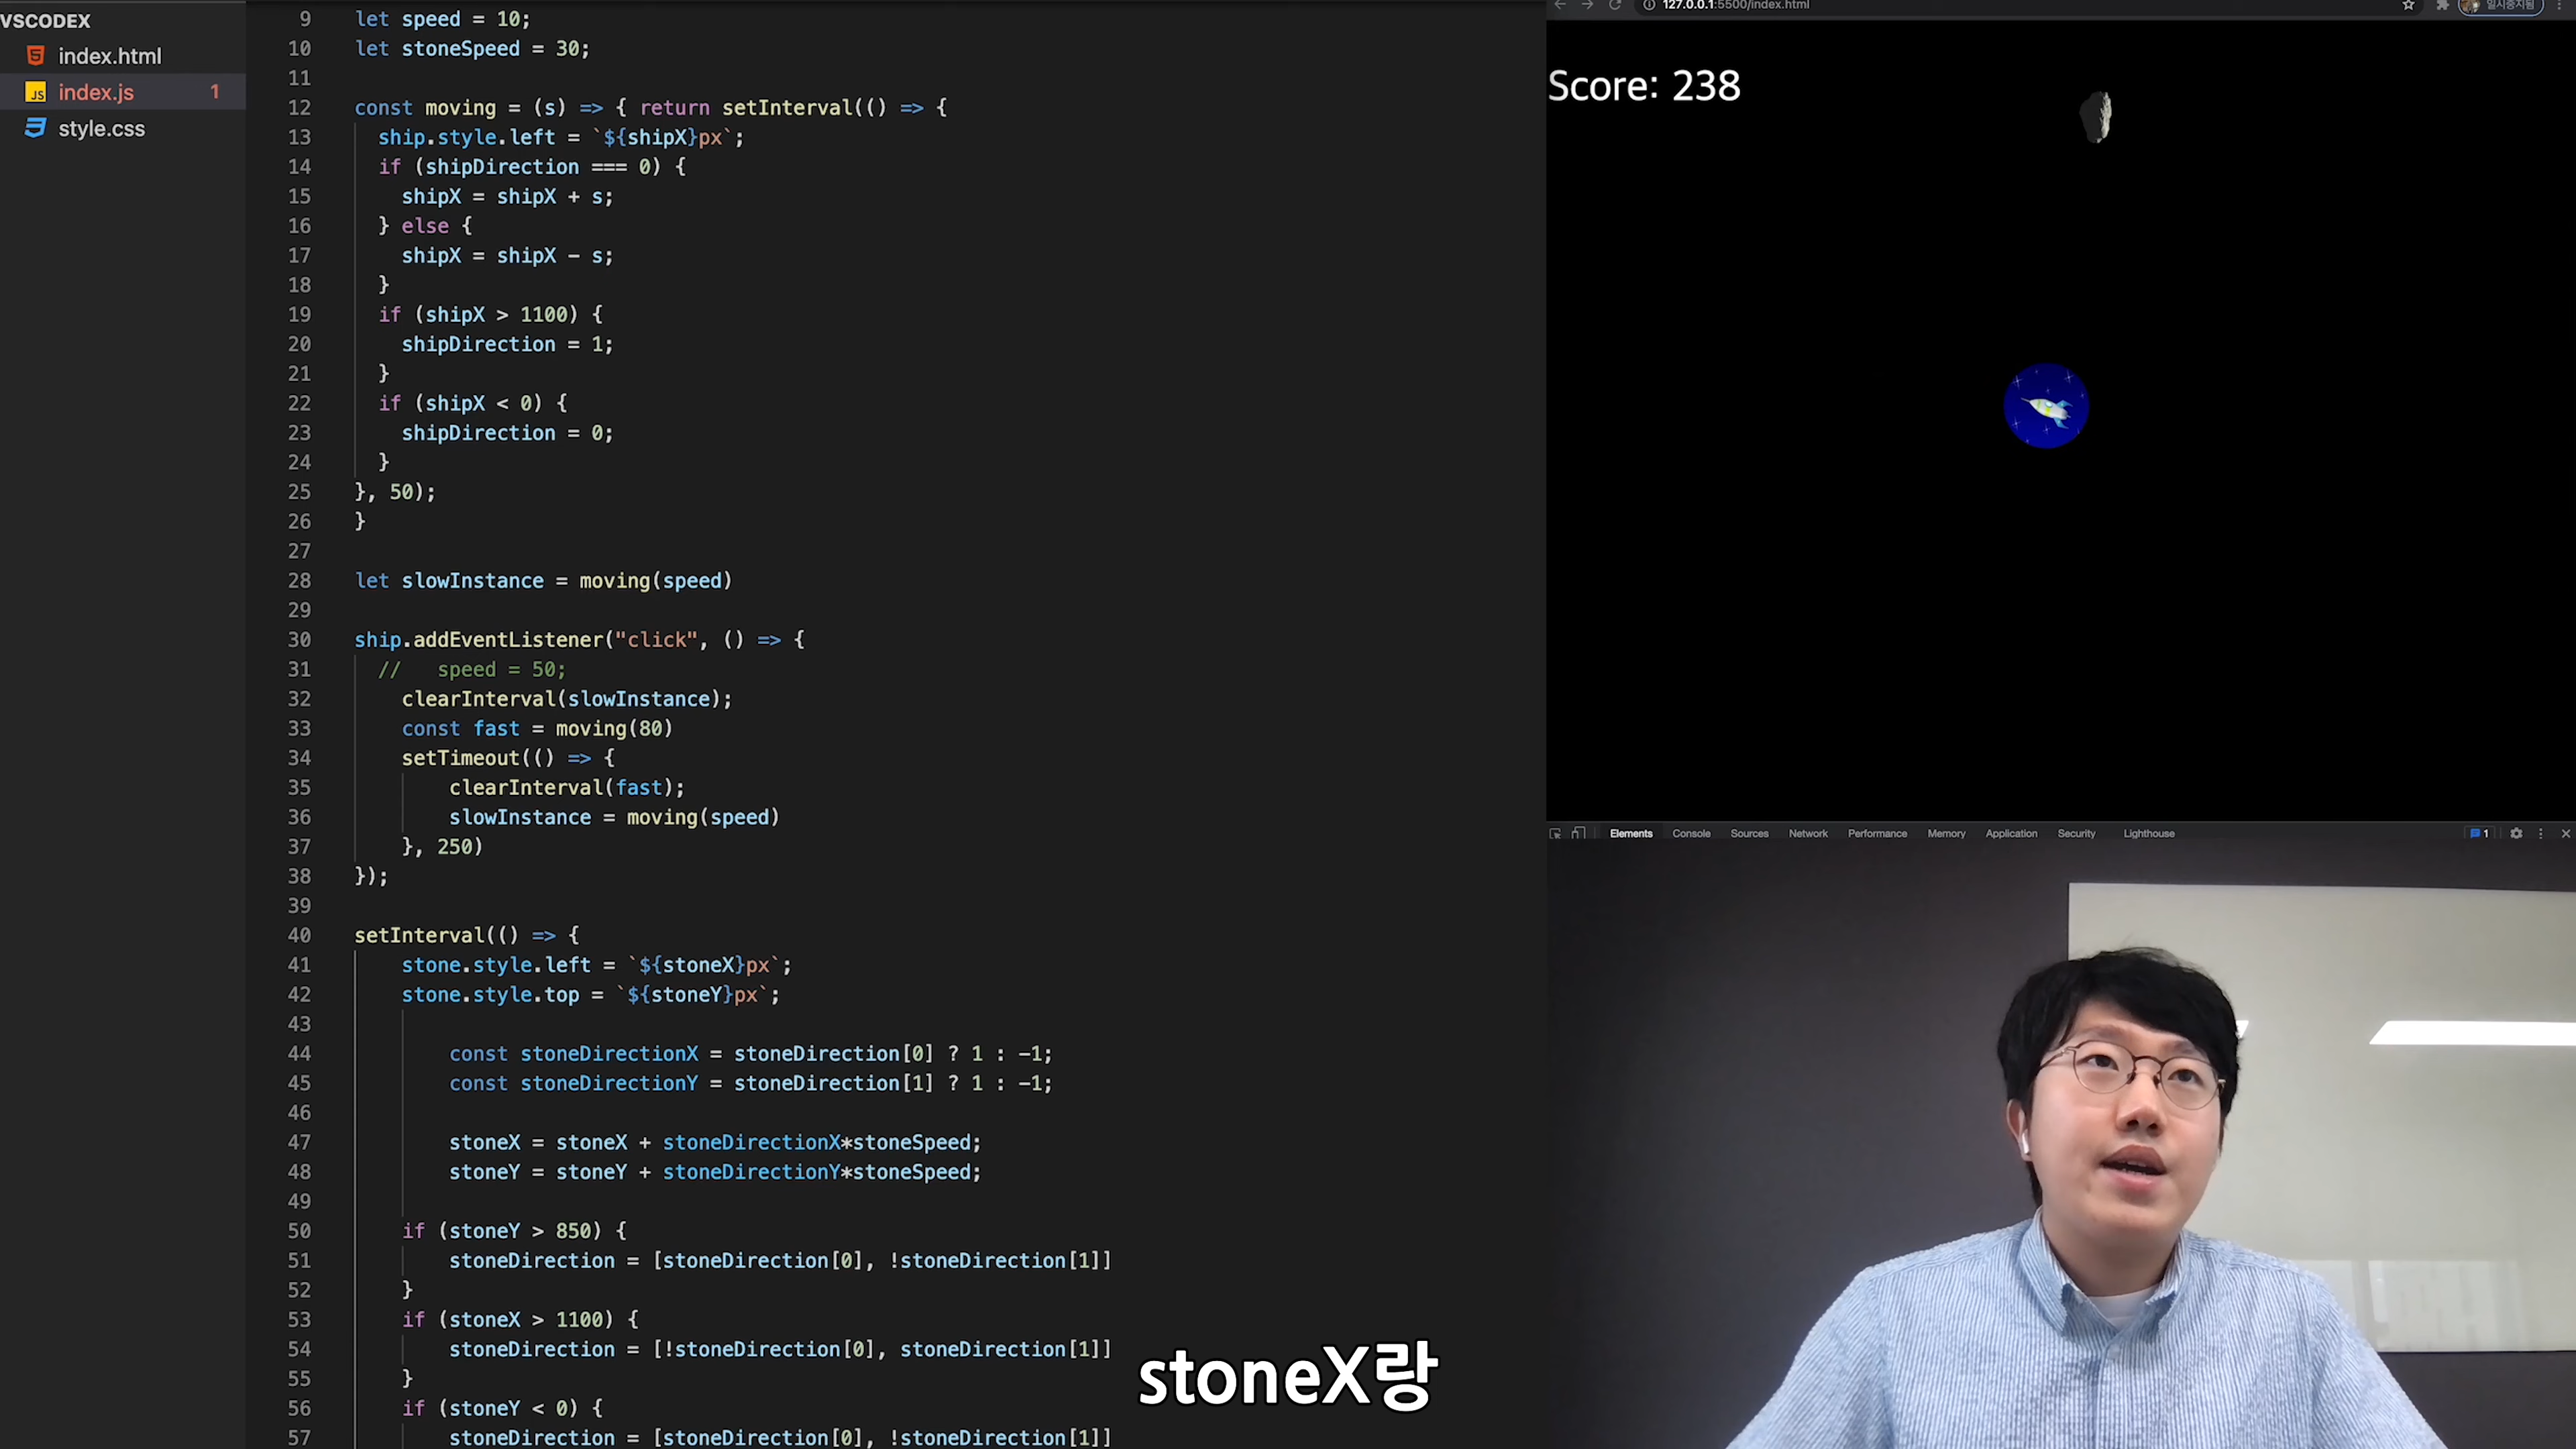 VSCODEX
index.html
index.js 1
style.css
9 let speed = 10;
10 let stoneSpeed = 30;
11
12 const moving = (s) => { return setInterval(() => {
13 ship.style.left = `${shipX}px`;
14 if (shipDirection === 0) {
15 shipX = shipX + s;
16 } else {
17 shipX = shipX - s;
18 }
19 if (shipX > 1100) {
20 shipDirection = 1;
21 }
22 if (shipX < 0) {
23 shipDirection = 0;
24 }
25 }, 50);
26 }
27
28 let slowInstance = moving(speed)
29
30 ship.addEventListener("click", () => {
31 // speed = 50;
32 clearInterval(slowInstance);
33 const fast = moving(80)
34 setTimeout(() => {
35 clearInterval(fast);
36 slowInstance = moving(speed)
37 }, 250)
38 });
39
40 setInterval(() => {
41 stone.style.left = `${stoneX}px`;
42 stone.style.top = `${stoneY}px`;
43
44 const stoneDirectionX = stoneDirection[0] ? 1 : -1;
45 const stoneDirectionY = stoneDirection[1] ? 1 : -1;
46
47 stoneX = stoneX + stoneDirectionX*stoneSpeed;
48 stoneY = stoneY + stoneDirectionY*stoneSpeed;
49
50 if (stoneY > 850) {
51 stoneDirection = [stoneDirection[0], !stoneDirection[1]]
52 }
53 if (stoneX > 1100) {
54 stoneDirection = [!stoneDirection[0], stoneDirection[1]]
55 }
56 if (stoneY < 0) {
57 stoneDirection = [stoneDirection[0], !stoneDirection[1]]
127.0.0.1:5500/index.html 일시중지됨
Score: 238
Elements Console Sources Network Performance Memory Application Security Lighthouse 1
stoneX랑